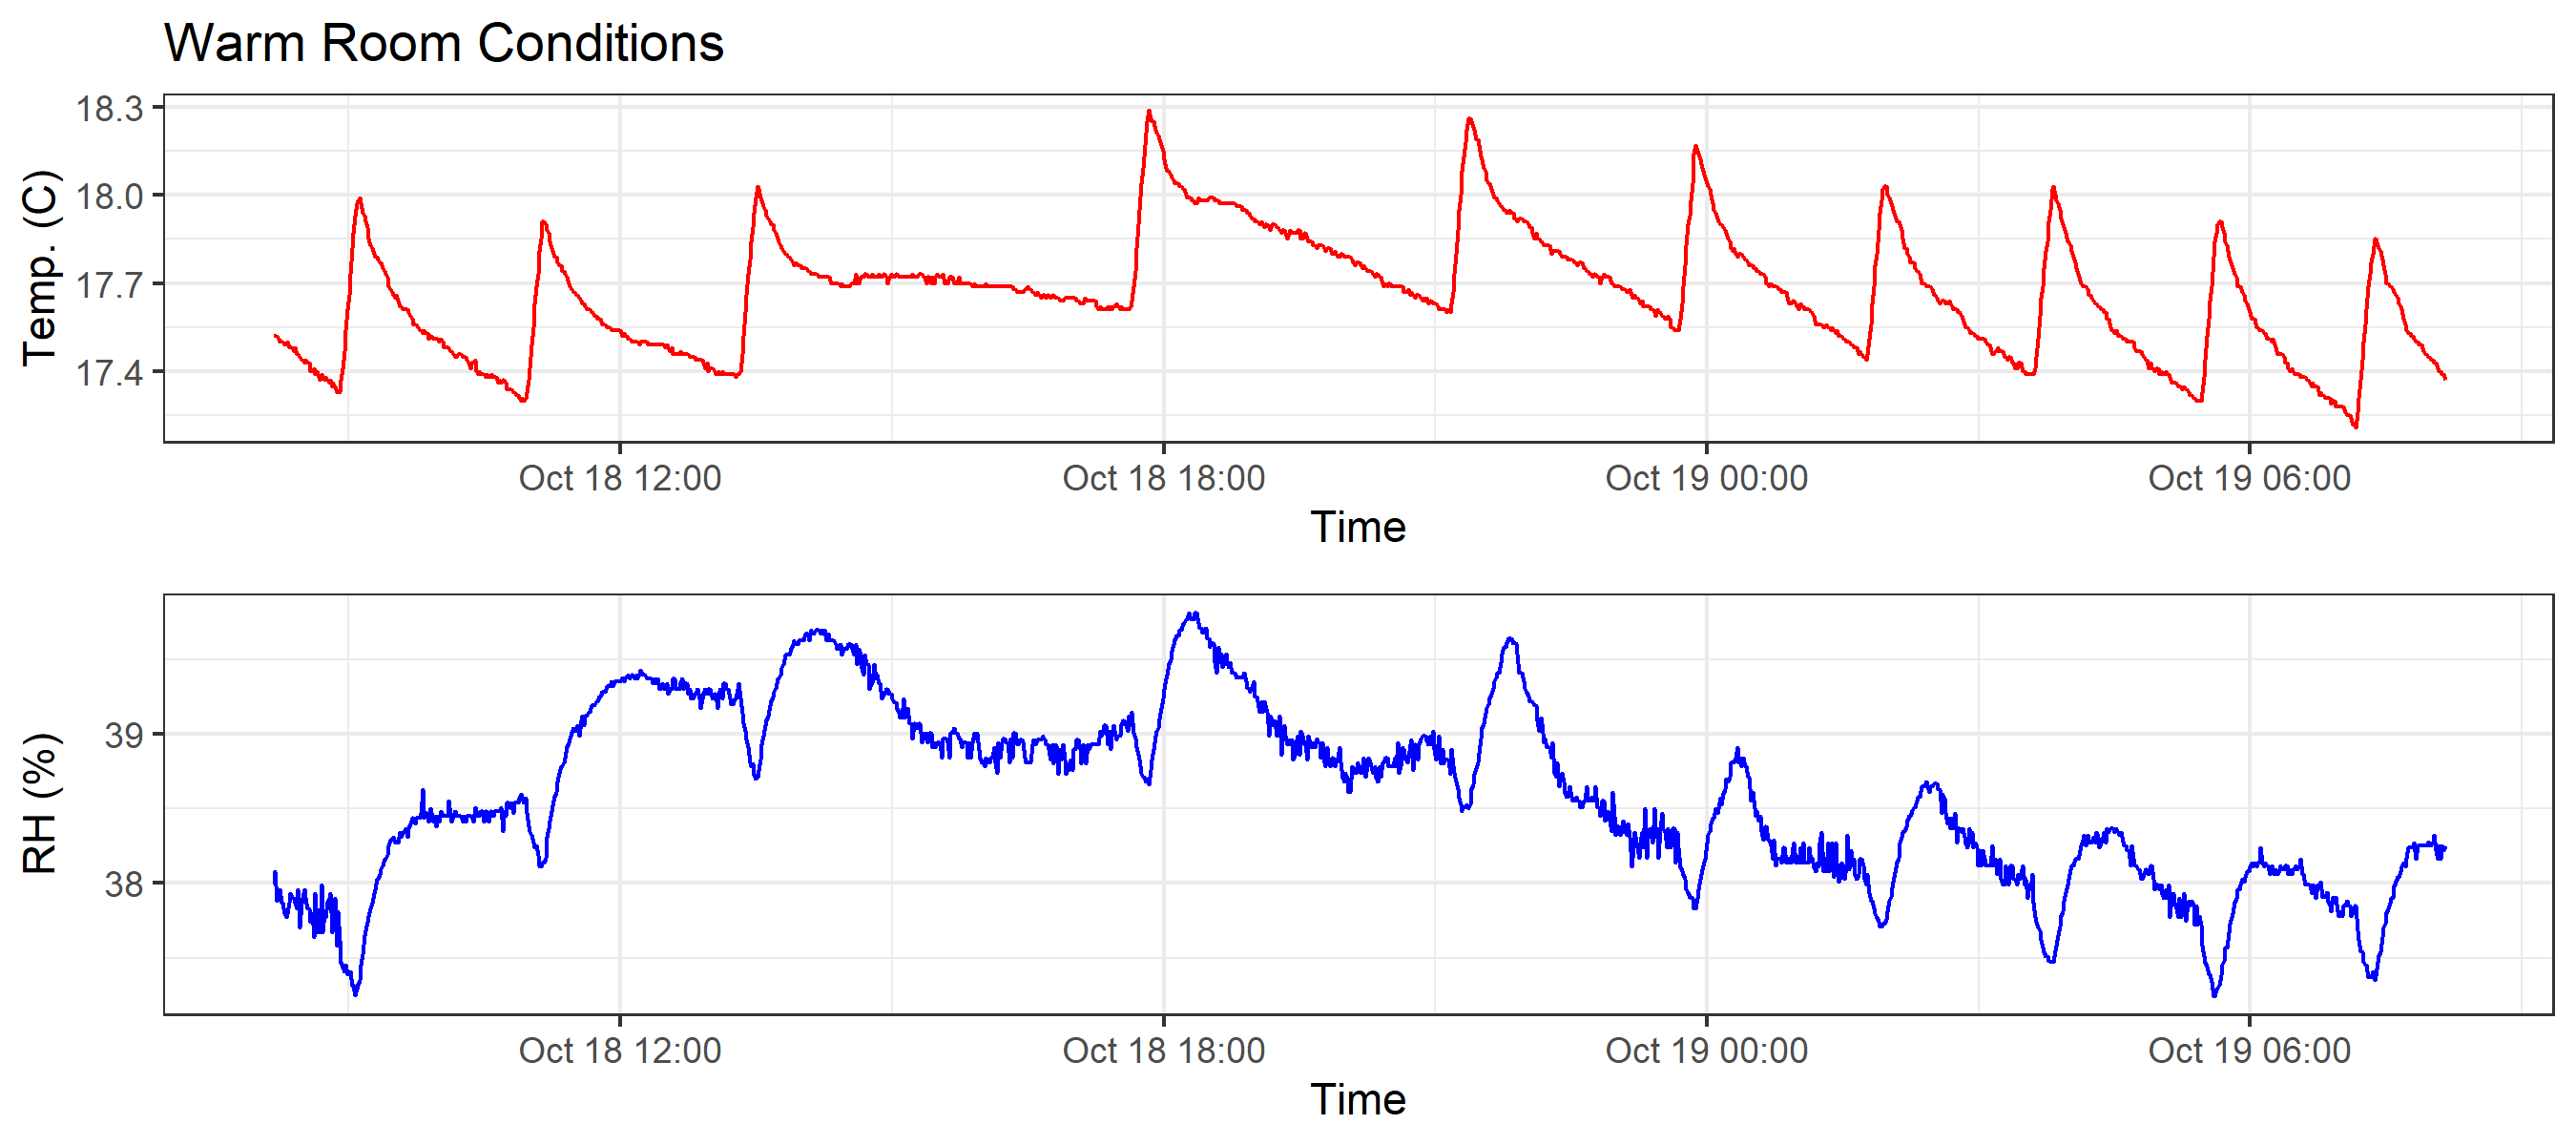 Warm Room Conditions
18.3
18.0
17.7
17.4
Temp. (C)
Oct 18 12:00 Oct 18 18:00 Oct 19 00:00 Oct 19 06:00
Time
39
38
RH (%)
Oct 18 12:00 Oct 18 18:00 Oct 19 00:00 Oct 19 06:00
Time